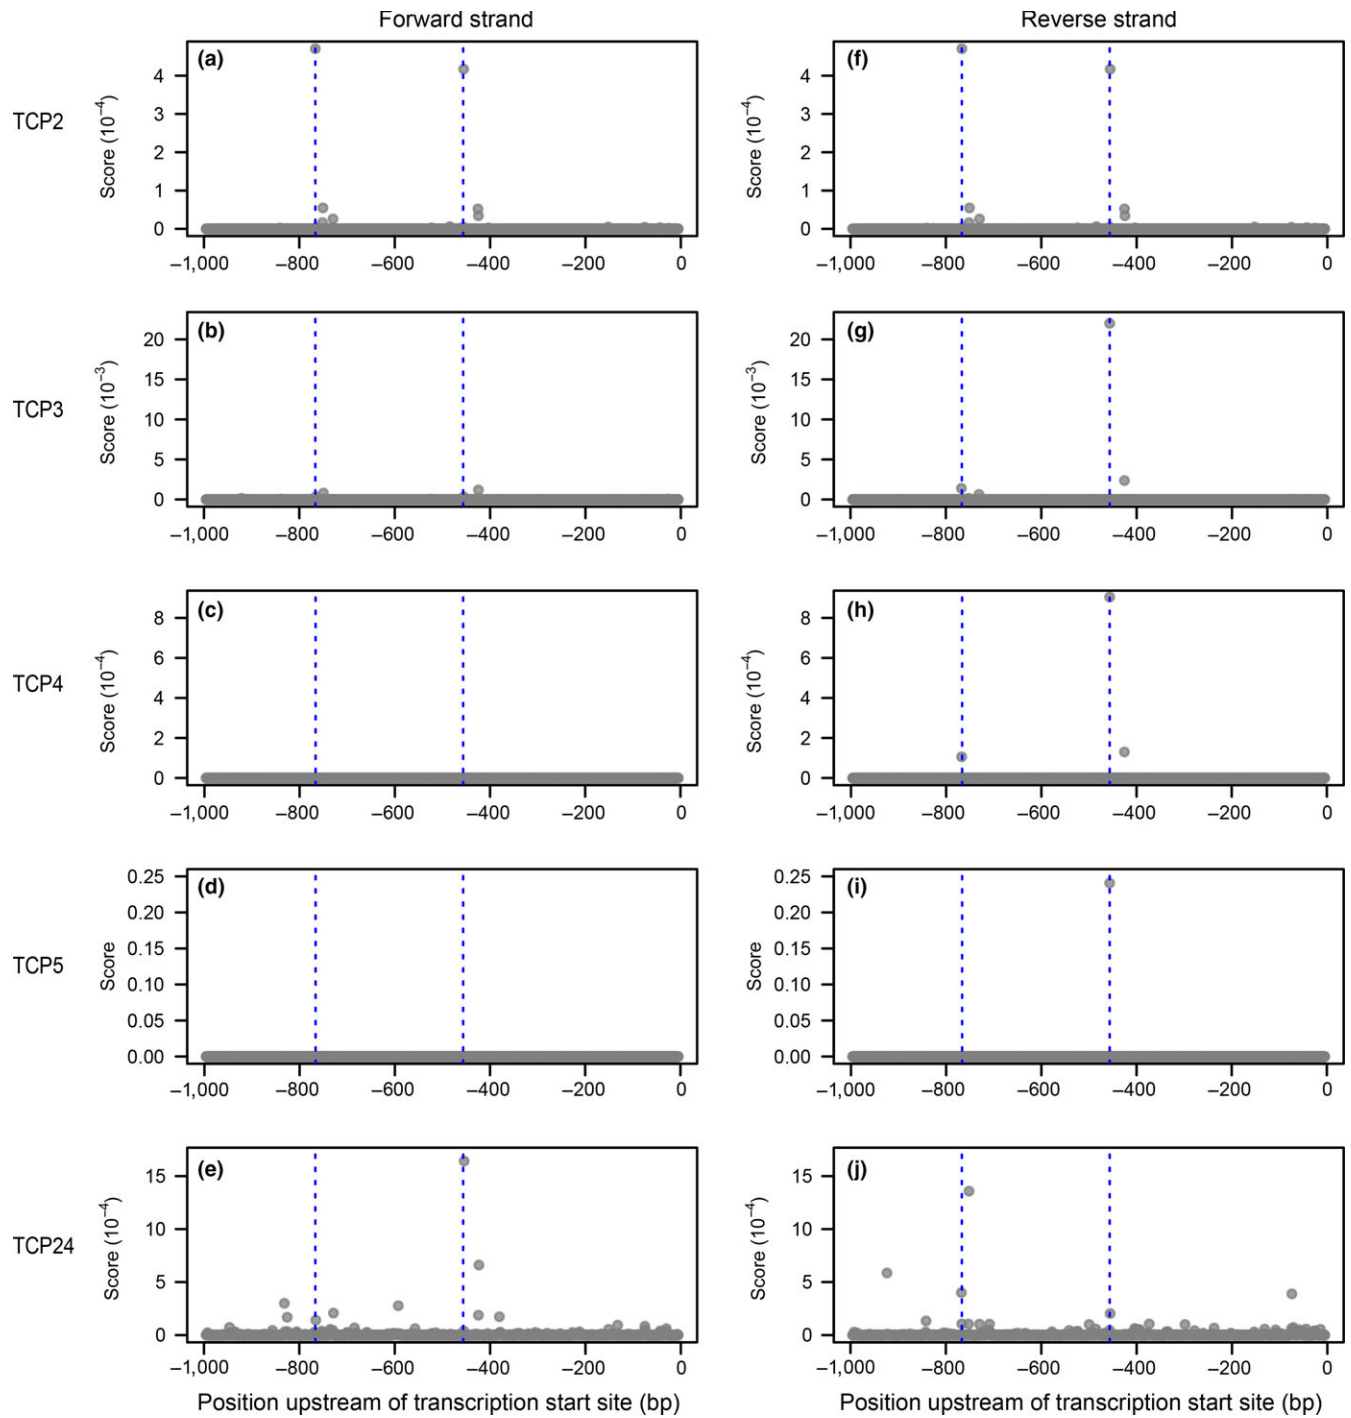 Forward strand
Reverse strand
TCP2
Score (10⁻⁴)
(a)
4
3
2
1
0
–1,000 –800 –600 –400 –200 0
Score (10⁻⁴)
(f)
4
3
2
1
0
–1,000 –800 –600 –400 –200 0
TCP3
Score (10⁻³)
(b)
20
15
10
5
0
–1,000 –800 –600 –400 –200 0
Score (10⁻³)
(g)
20
15
10
5
0
–1,000 –800 –600 –400 –200 0
TCP4
Score (10⁻⁴)
(c)
8
6
4
2
0
–1,000 –800 –600 –400 –200 0
Score (10⁻⁴)
(h)
8
6
4
2
0
–1,000 –800 –600 –400 –200 0
TCP5
Score
(d)
0.25
0.20
0.15
0.10
0.05
0.00
–1,000 –800 –600 –400 –200 0
Score
(i)
0.25
0.20
0.15
0.10
0.05
0.00
–1,000 –800 –600 –400 –200 0
TCP24
Score (10⁻⁴)
(e)
15
10
5
0
–1,000 –800 –600 –400 –200 0
Position upstream of transcription start site (bp)
Score (10⁻⁴)
(j)
15
10
5
0
–1,000 –800 –600 –400 –200 0
Position upstream of transcription start site (bp)